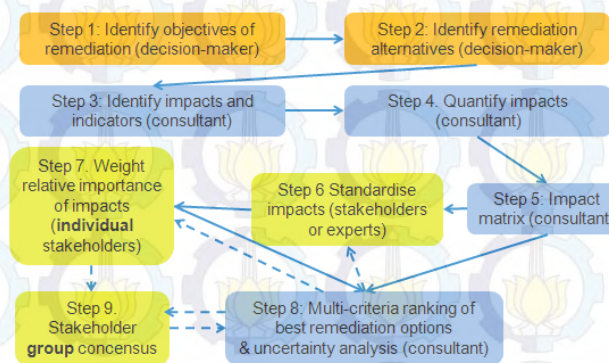 Step 1: Identify objectives of
remediation (decision-maker)
Step 2: Identify remediation
alternatives (decision-maker)
Step 3: Identify impacts and
indicators (consultant)
Step 4. Quantify impacts
(consultant)
Step 7. Weight
relative importance
of impacts
(individual
stakeholders)
Step 6 Standardise
impacts (stakeholders
or experts)
Step 5: Impact
matrix (consultant
Step 9.
Stakeholder
group concensus
Step 8: Multi-criteria ranking of
best remediation options
& uncertainty analysis (consultant)